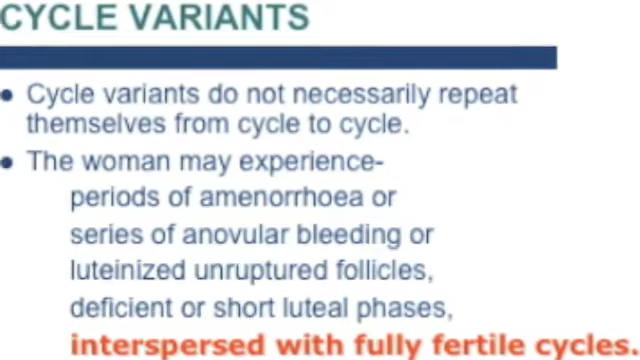 CYCLE VARIANTS
● Cycle variants do not necessarily repeat
themselves from cycle to cycle.
● The woman may experience-
periods of amenorrhoea or
series of anovular bleeding or
luteinized unruptured follicles,
deficient or short luteal phases,
interspersed with fully fertile cycles.